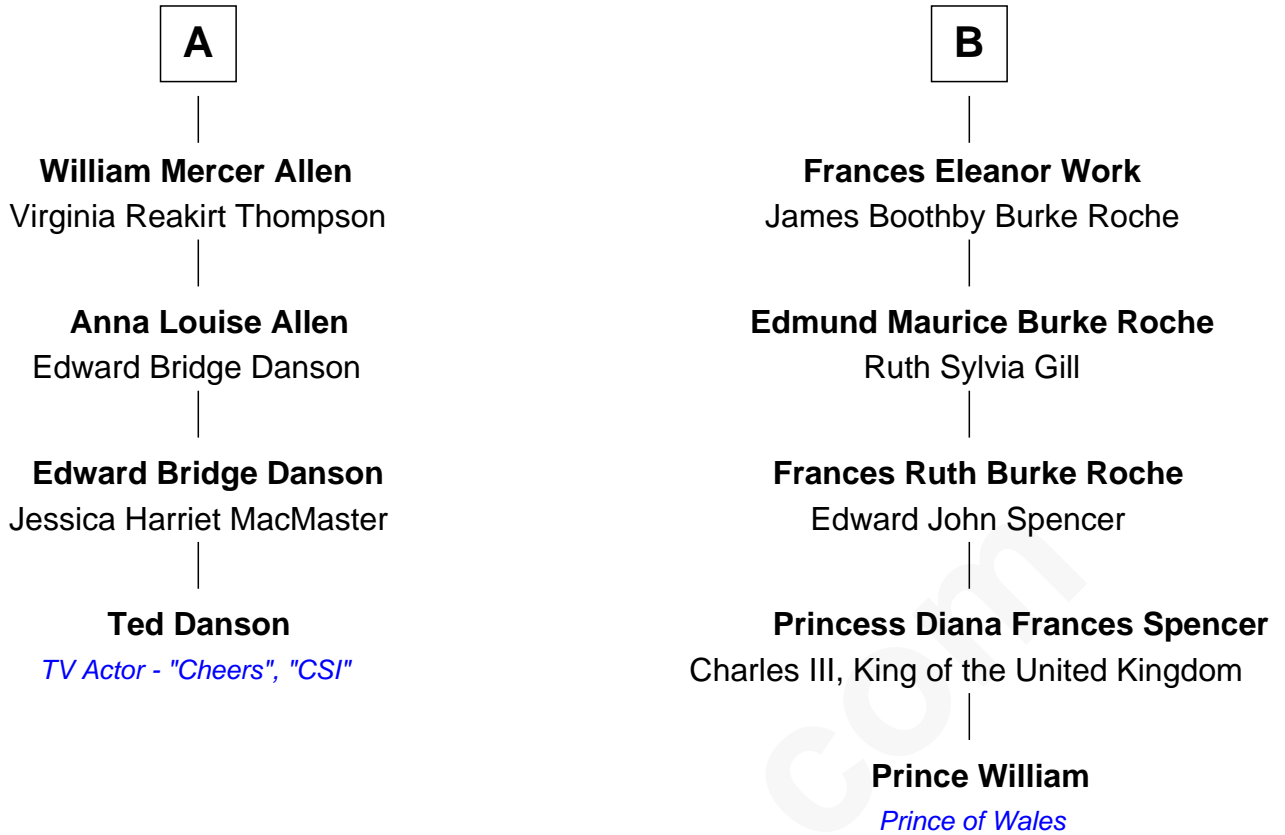 A
William Mercer Allen
Virginia Reakirt Thompson
Anna Louise Allen
Edward Bridge Danson
Edward Bridge Danson
Jessica Harriet MacMaster
Ted Danson
TV Actor - "Cheers", "CSI"
B
Frances Eleanor Work
James Boothby Burke Roche
Edmund Maurice Burke Roche
Ruth Sylvia Gill
Frances Ruth Burke Roche
Edward John Spencer
Princess Diana Frances Spencer
Charles III, King of the United Kingdom
Prince William
Prince of Wales
com